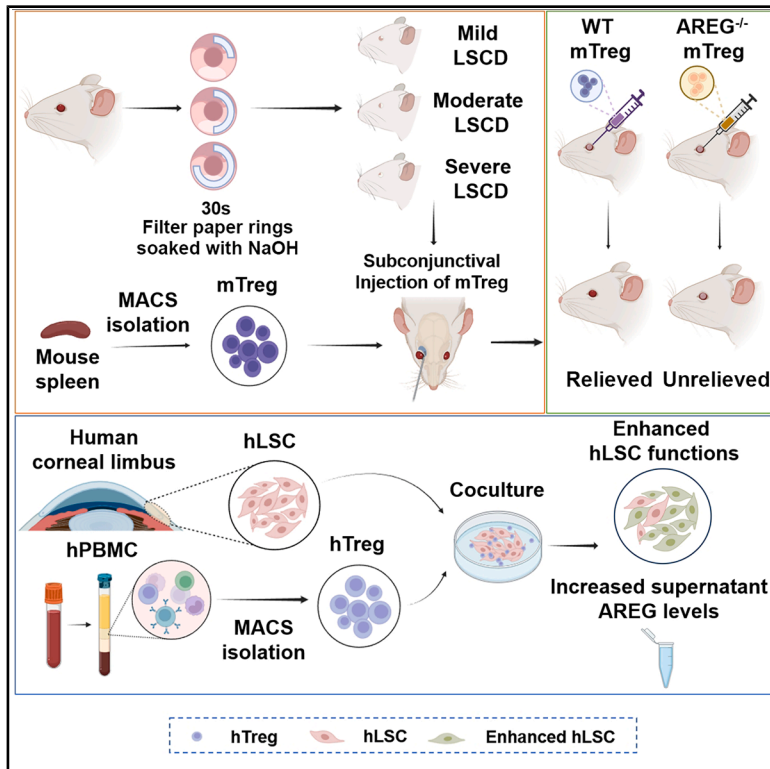 Mild
LSCD
Moderate
LSCD
Severe
LSCD
30s
Filter paper rings
soaked with NaOH
Subconjunctival
Injection of mTreg
MACS
isolation
mTreg
Mouse
spleen
WT
mTreg
AREG-/-
mTreg
Relieved Unrelieved
Human
corneal limbus
hLSC
Coculture
Enhanced
hLSC functions
hPBMC
hTreg
MACS
isolation
Increased supernatant
AREG levels
hTreg hLSC Enhanced hLSC